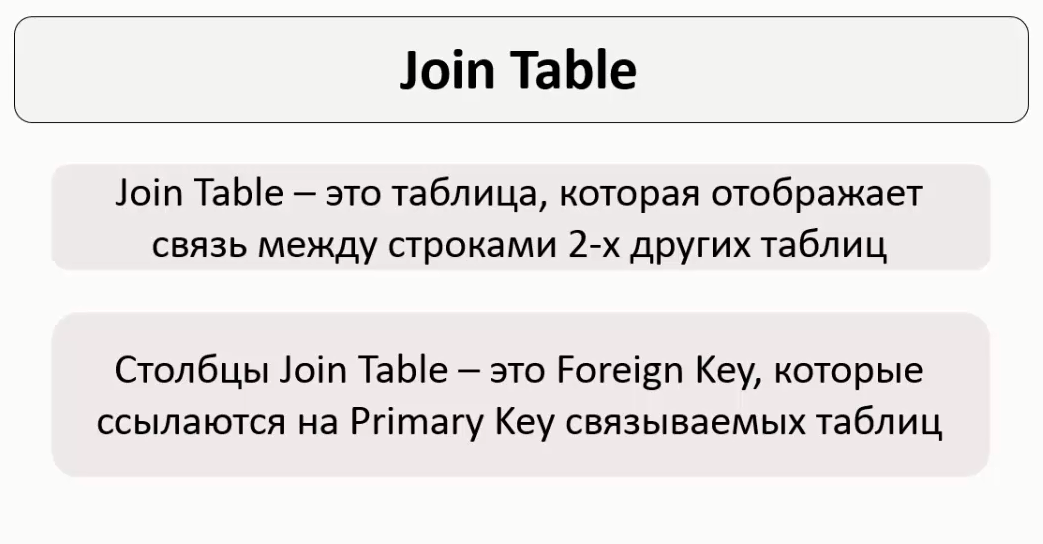 Join Table
Join Table – это таблица, которая отображает
связь между строками 2-х других таблиц
Столбцы Join Table – это Foreign Key, которые
ссылаются на Primary Key связываемых таблиц